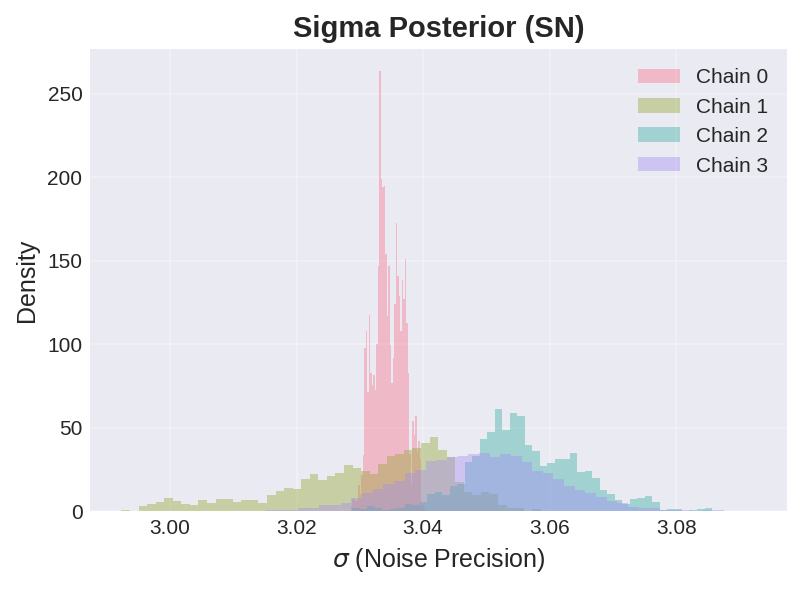 Sigma Posterior (SN)
Chain 0
Chain 1
Chain 2
Chain 3
250
200
150
100
50
0
Density
3.00 3.02 3.04 3.06 3.08
σ (Noise Precision)